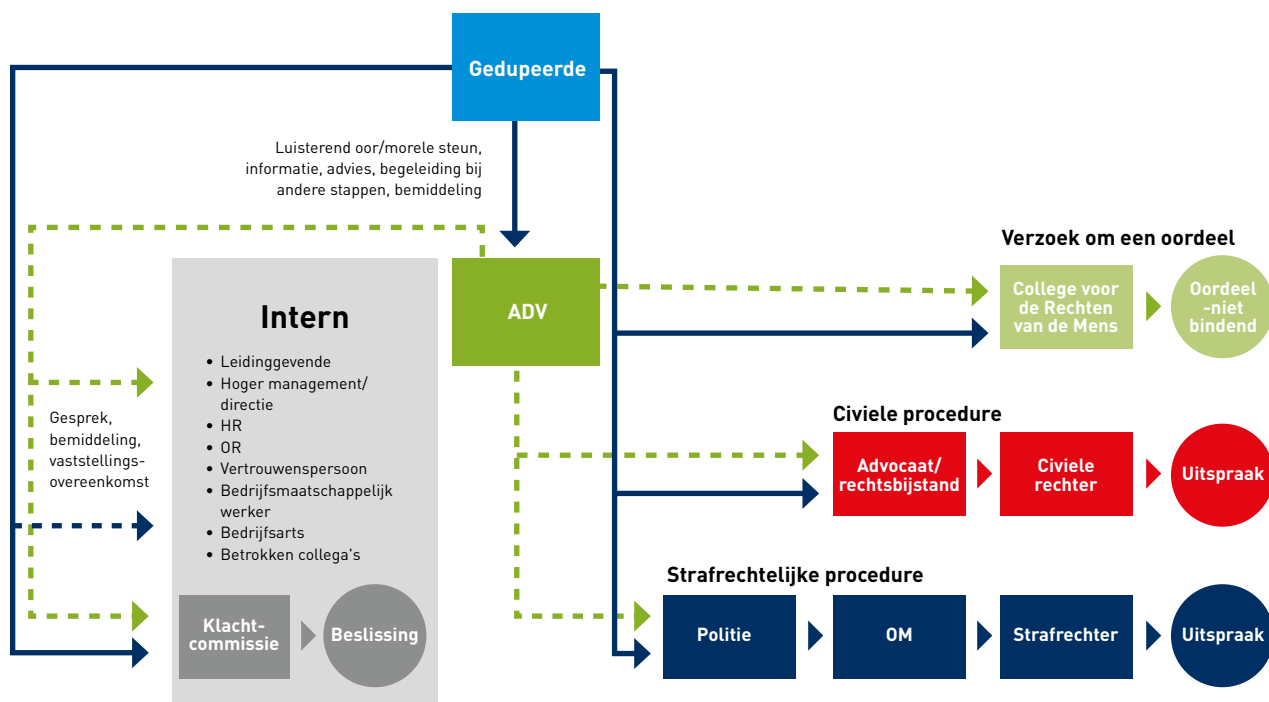 Gedupeerde
Luisterend oor/morele steun,
informatie, advies, begeleiding bij
andere stappen, bemiddeling
ADV
Intern
• Leidinggevende
• Hoger management/
directie
• HR
• OR
• Vertrouwenspersoon
• Bedrijfsmaatschappelijk
werker
• Bedrijfsarts
• Betrokken collega's
Gesprek,
bemiddeling,
vaststellings-
overeenkomst
Klacht-
commissie
Beslissing
Verzoek om een oordeel
College voor
de Rechten
van de Mens
Oordeel
-niet
bindend
Civiele procedure
Advocaat/
rechtsbijstand
Civiele
rechter
Uitspraak
Strafrechtelijke procedure
Politie
OM
Strafrechter
Uitspraak